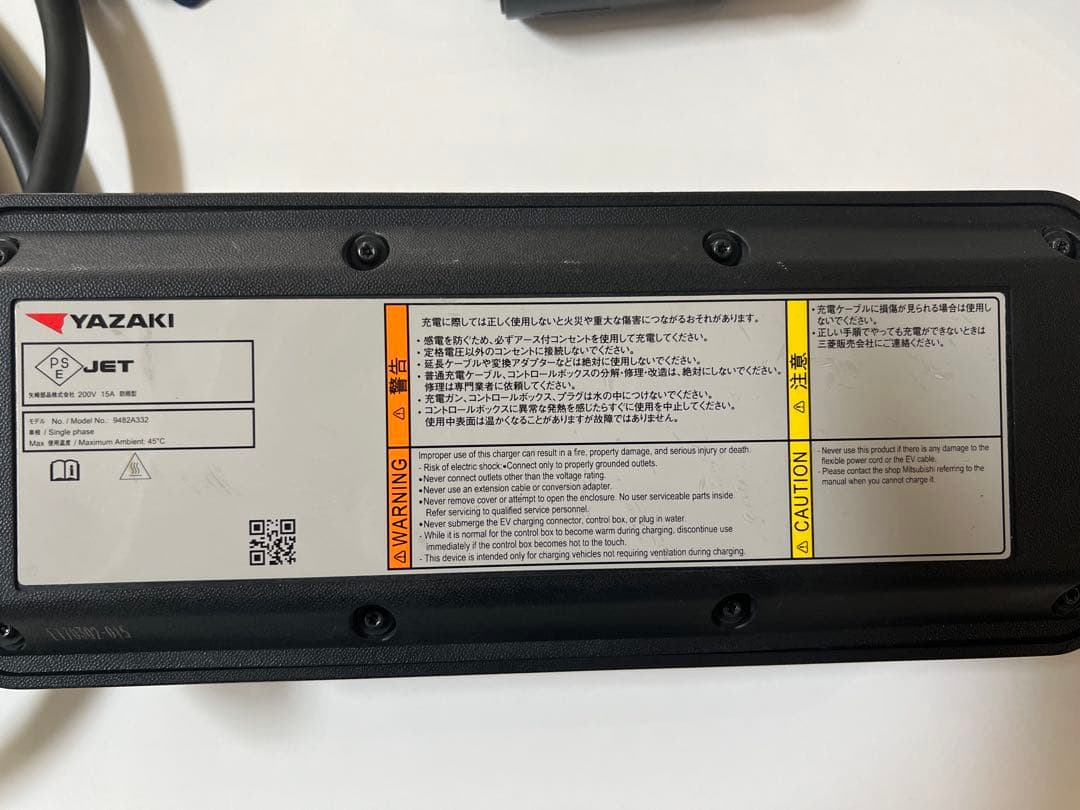 YAZAKI
PS
E
JET
矢崎部品株式会社 200V 15A 防雨型
モデル No. / Model No.: 9482A332
単相 / Single phase
Max 使用温度 / Maximum Ambient: 45°C
警告
充電に際しては正しく使用しないと火災や重大な傷害につながるおそれがあります。
・感電を防ぐため、必ずアース付コンセントを使用して充電してください。
・定格電圧以外のコンセントに接続しないでください。
・延長ケーブルや変換アダプターなどは絶対に使用しないでください。
・普通充電ケーブル、コントロールボックスの分解・修理・改造は、絶対にしないでください。
修理は専門業者に依頼してください。
・充電ガン、コントロールボックス、プラグは水の中につけないでください。
・コントロールボックスに異常な発熱を感じたらすぐに使用を中止してください。
使用中表面は温かくなることがありますが故障ではありません。
注意
・充電ケーブルに損傷が見られる場合は使用し
ないでください。
・正しい手順でやっても充電ができないときは
三菱販売会社にご連絡ください。
WARNING
Improper use of this charger can result in a fire, property damage, and serious injury or death.
- Risk of electric shock:•Connect only to properly grounded outlets.
•Never connect outlets other than the voltage rating.
•Never use an extension cable or conversion adapter.
•Never remove cover or attempt to open the enclosure. No user serviceable parts inside
Refer servicing to qualified service personnel.
•Never submerge the EV charging connector, control box, or plug in water.
- While it is normal for the control box to become warm during charging, discontinue use
immediately if the control box becomes hot to the touch.
- This device is intended only for charging vehicles not requiring ventilation during charging.
CAUTION
- Never use this product if there is any damage to the
flexible power cord or the EV cable.
- Please contact the shop Mitsubishi referring to the
manual when you cannot charge it.